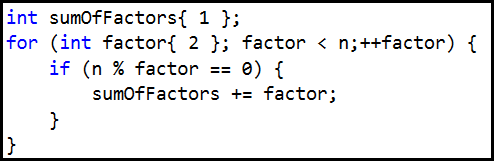 int sumOfFactors{ 1 };
for (int factor{ 2 }; factor < n;++factor) {
    if (n % factor == 0) {
        sumOfFactors += factor;
    }
}